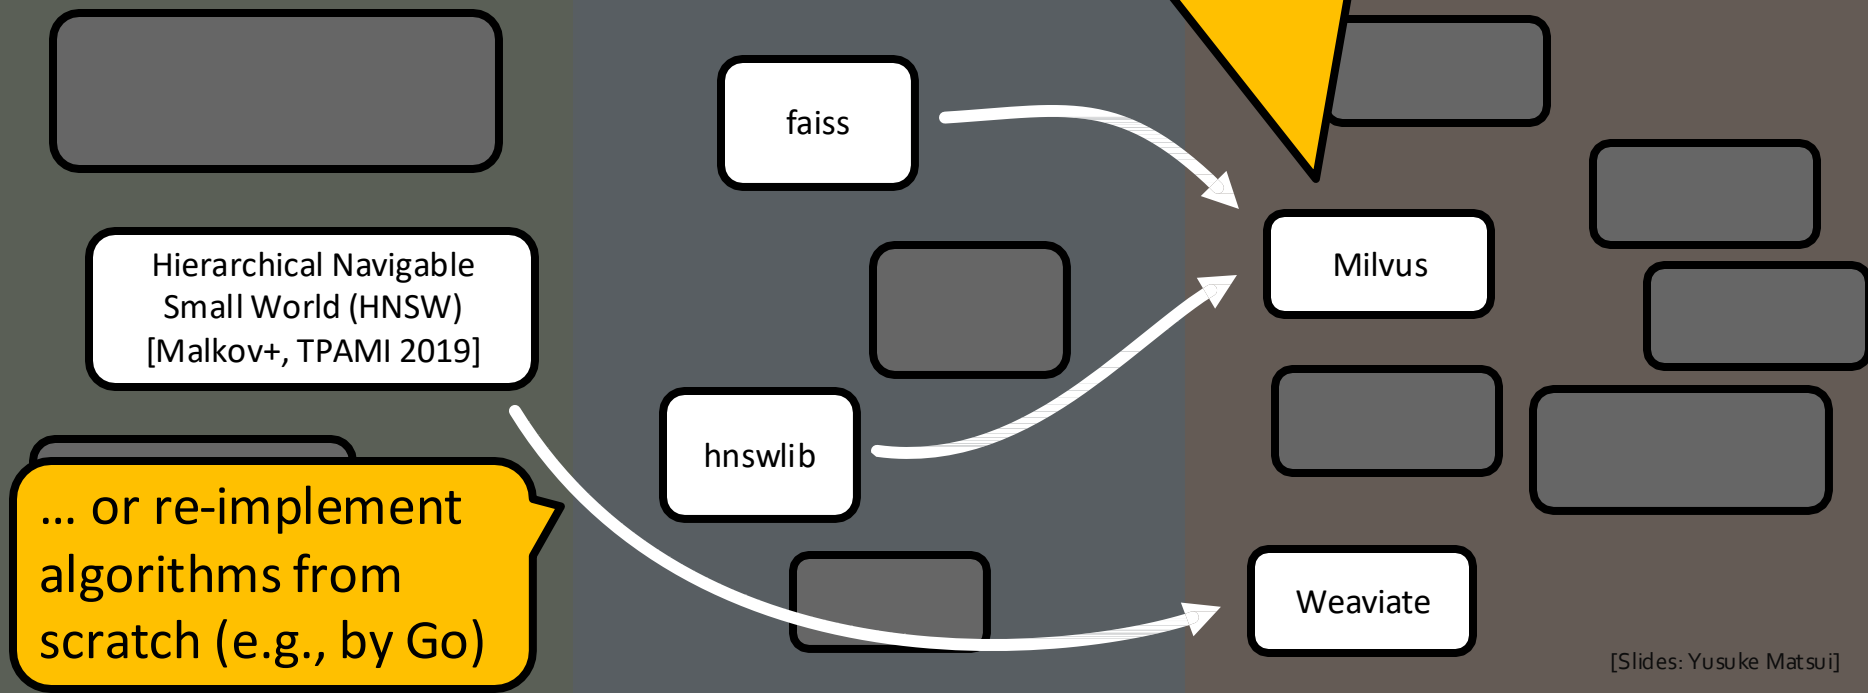 faiss
Hierarchical Navigable
Small World (HNSW)
[Malkov+, TPAMI 2019]
Milvus
hnswlib
... or re-implement
algorithms from
scratch (e.g., by Go)
Weaviate
[Slides: Yusuke Matsui]